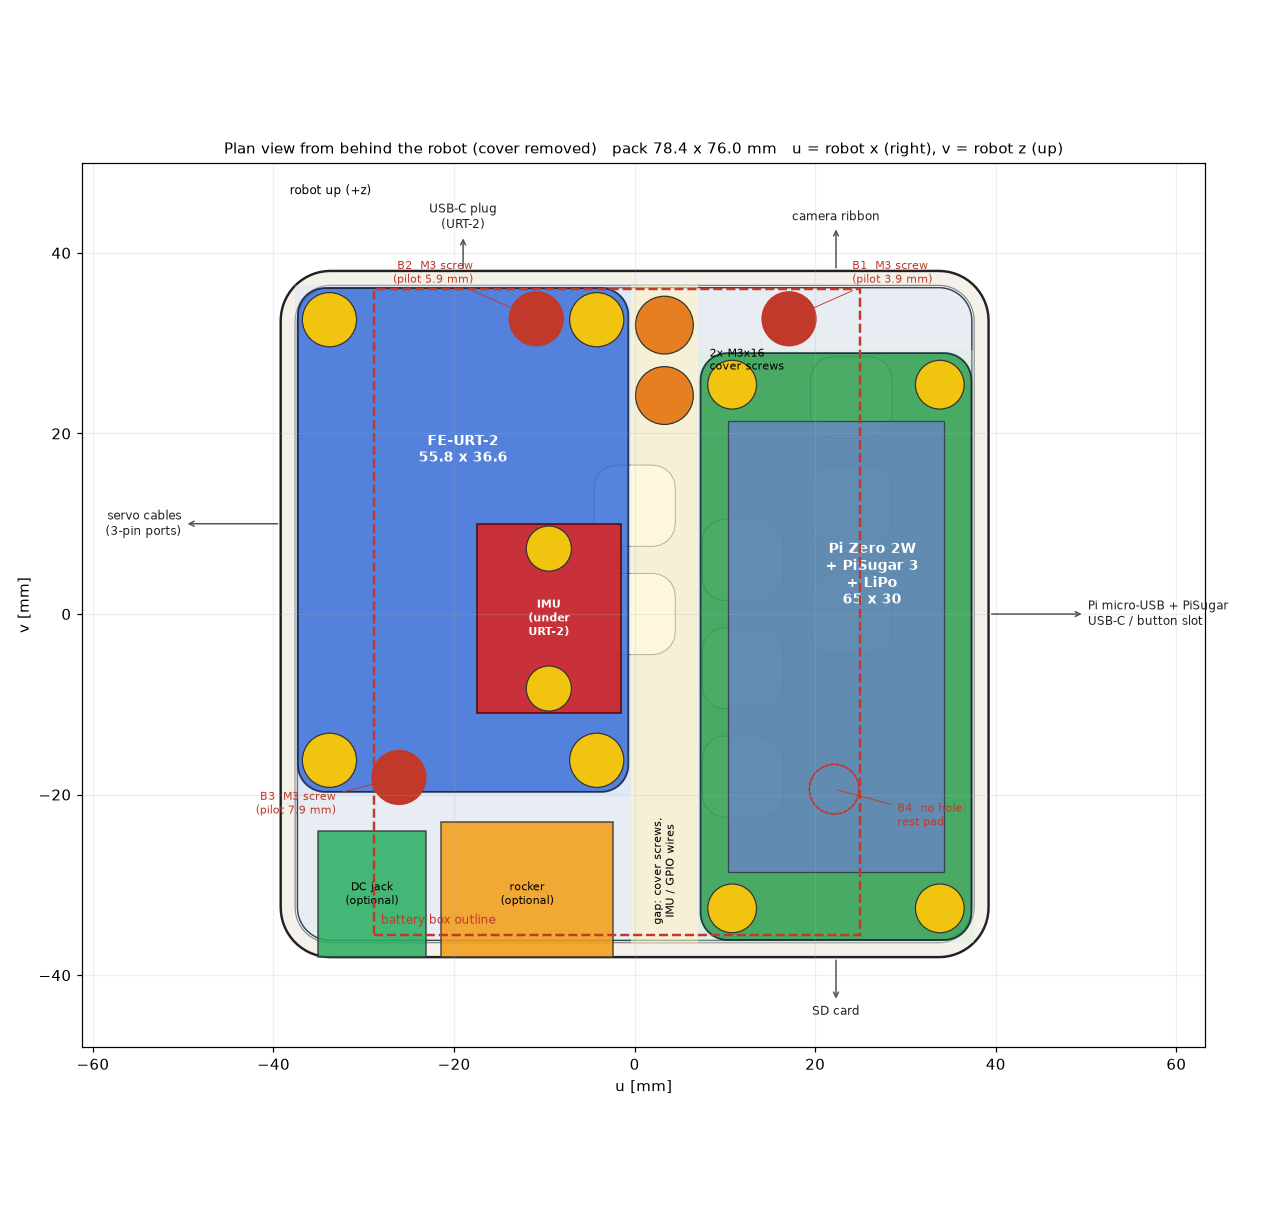 Plan view from behind the robot (cover removed)   pack 78.4 x 76.0 mm   u = robot x (right), v = robot z (up)
robot up (+z)
USB-C plug
(URT-2)
camera ribbon
B2  M3 screw
(pilot 5.9 mm)
B1  M3 screw
(pilot 3.9 mm)
2x M3x16
cover screws
FE-URT-2
55.8 x 36.6
servo cables
(3-pin ports)
Pi Zero 2W
+ PiSugar 3
+ LiPo
65 x 30
IMU
(under
URT-2)
Pi micro-USB + PiSugar
USB-C / button slot
B3  M3 screw
(pilot 7.9 mm)
B4  no hole:
rest pad
gap: cover screws,
IMU / GPIO wires
DC jack
(optional)
rocker
(optional)
battery box outline
SD card
40
20
0
−20
−40
v [mm]
−60
−40
−20
0
20
40
60
u [mm]